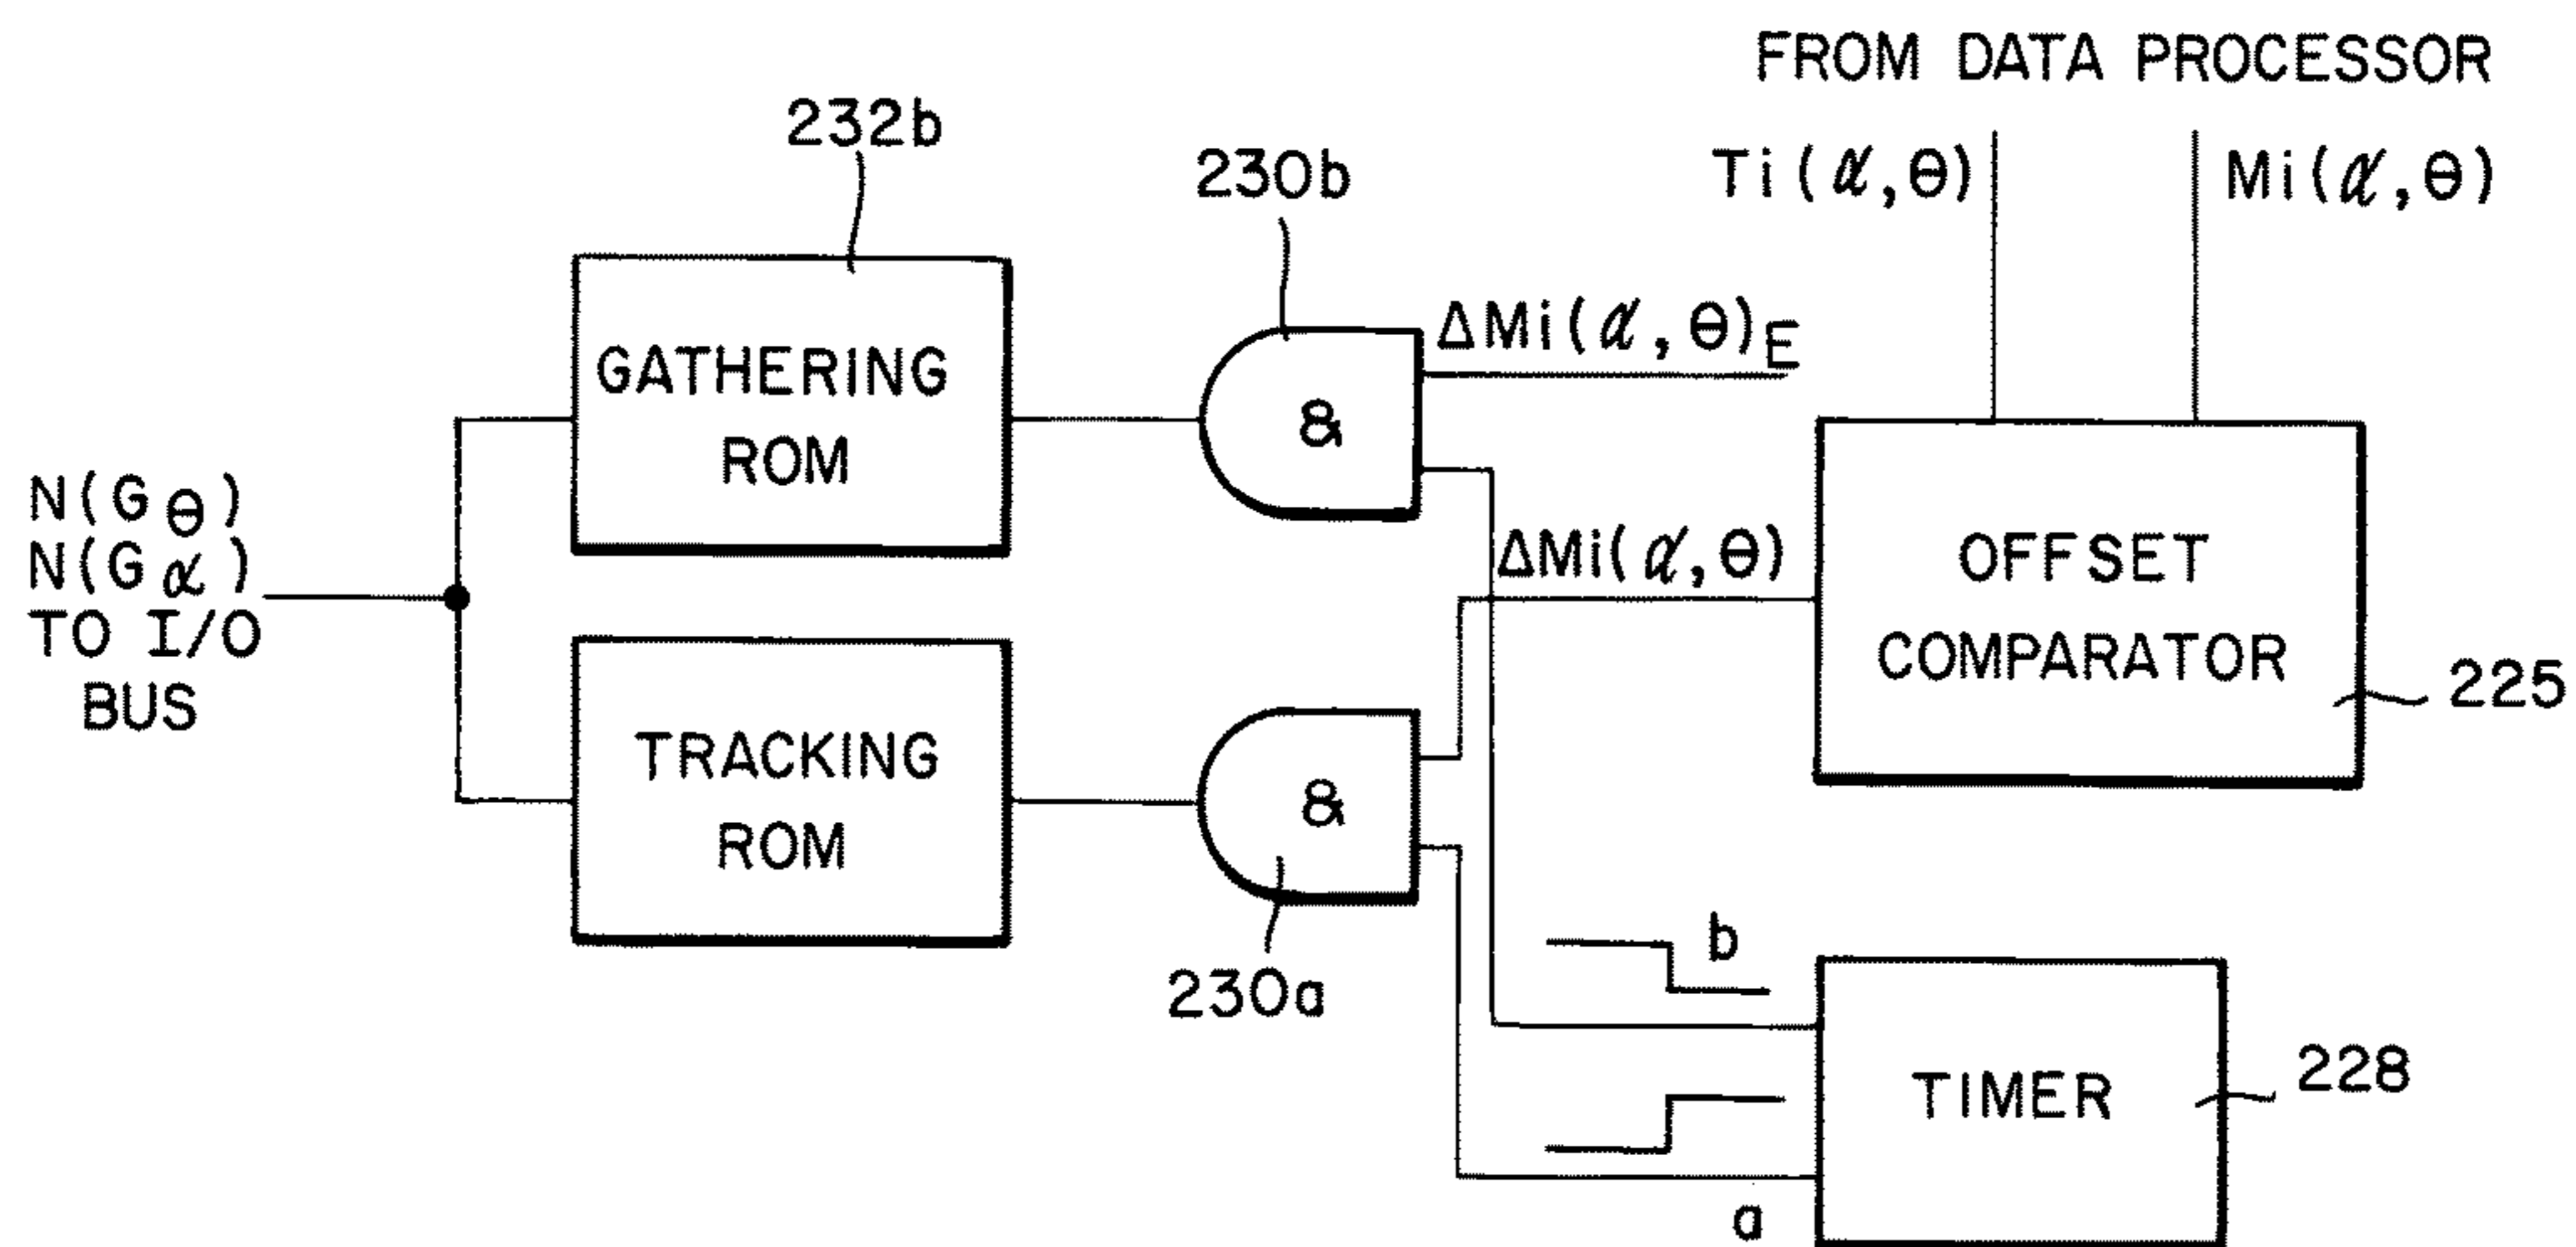 FROM DATA PROCESSOR
232b
230b
Ti(α,θ)
Mi(α,θ)
ΔMi(α,θ)E
GATHERING
ROM
&
N(Gθ)
N(Gα)
TO I/O
BUS
ΔMi(α,θ)
OFFSET
COMPARATOR
225
TRACKING
ROM
&
230a
b
TIMER
228
a